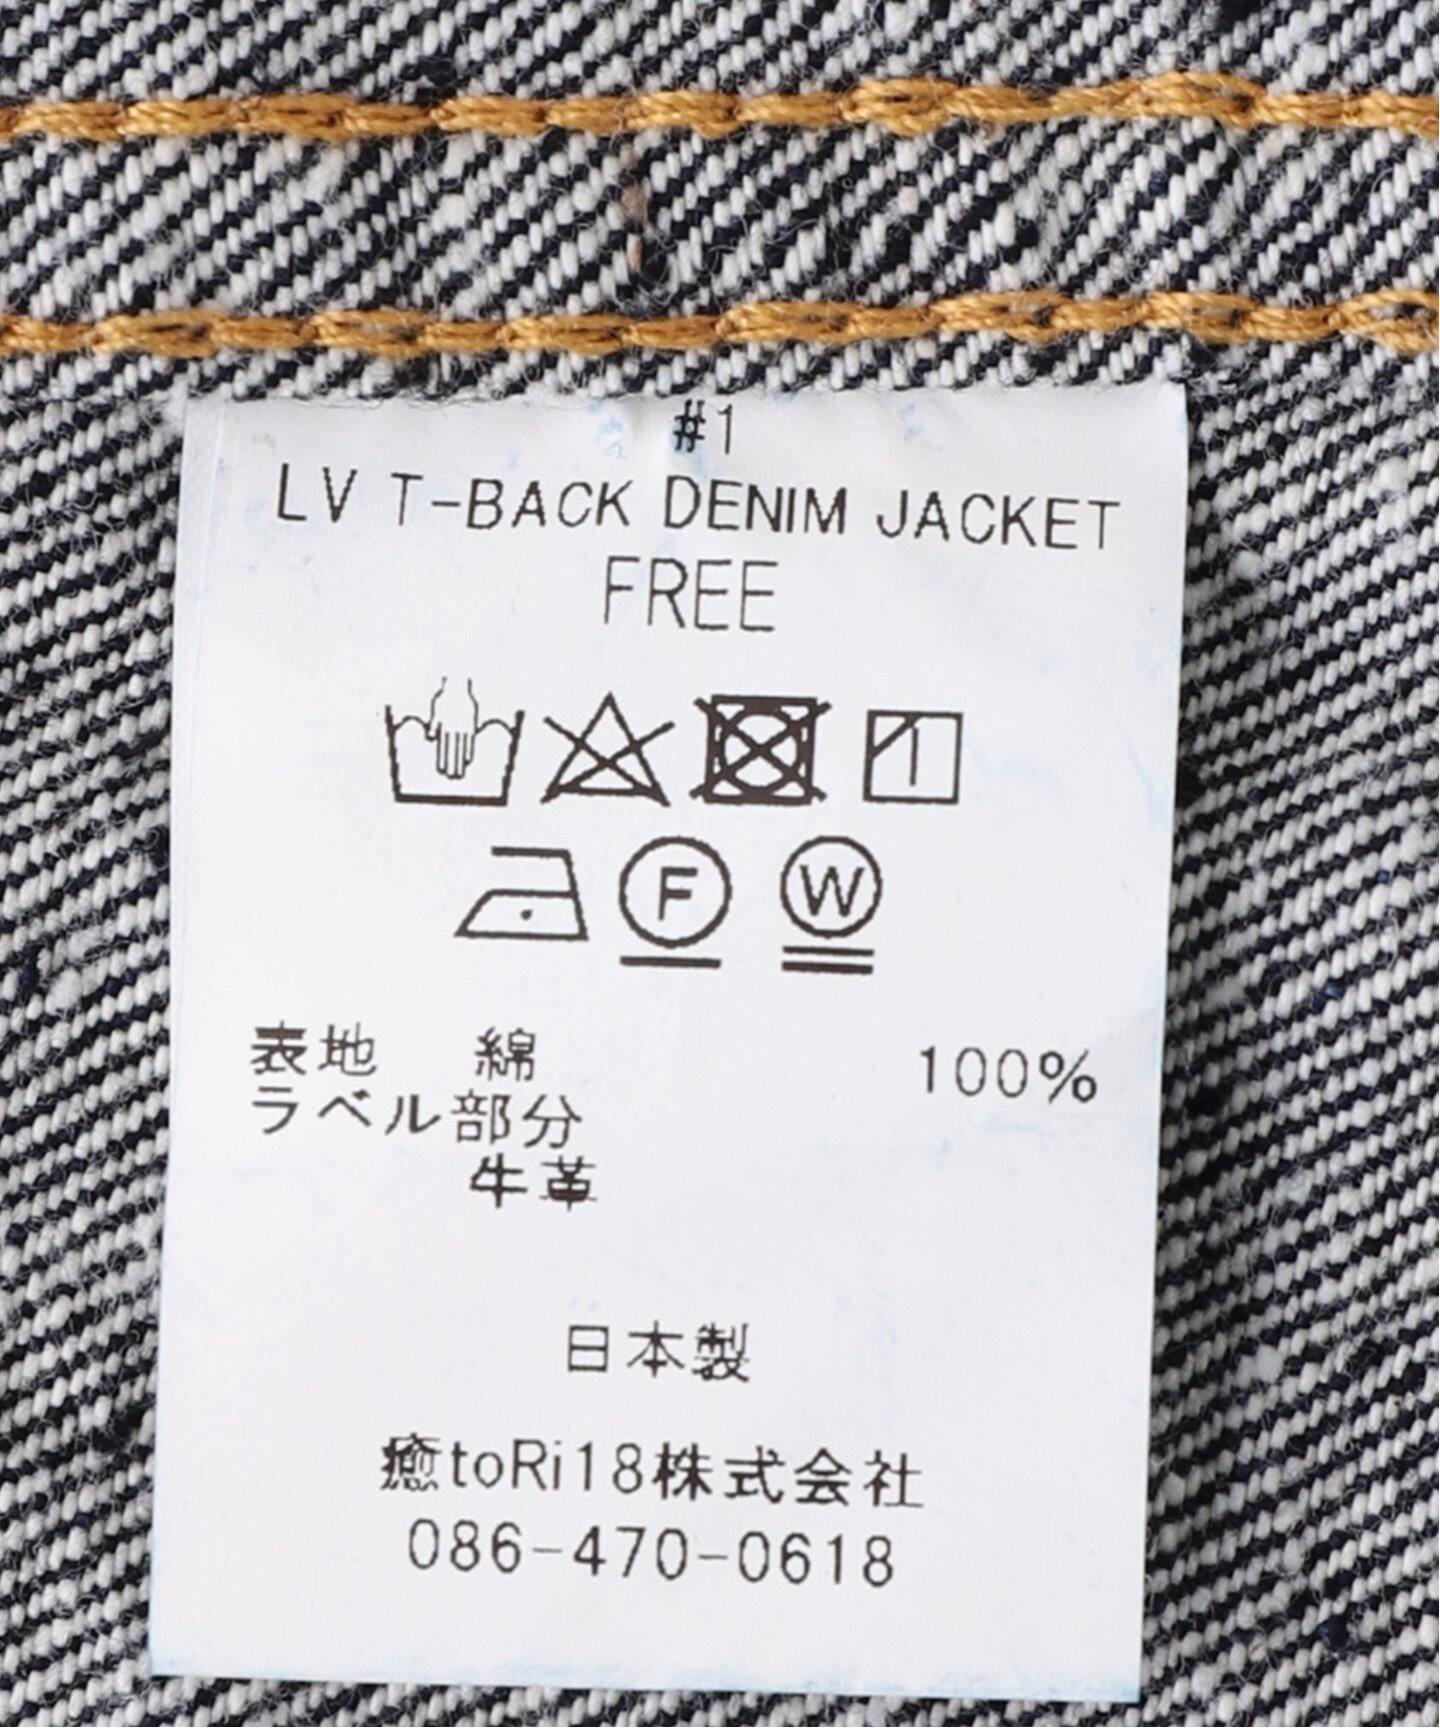 #1
LV T-BACK DENIM JACKET
FREE
F W
表地 綿 100%
ラベル部分
牛革
日本製
癒toRi18株式会社
086-470-0618